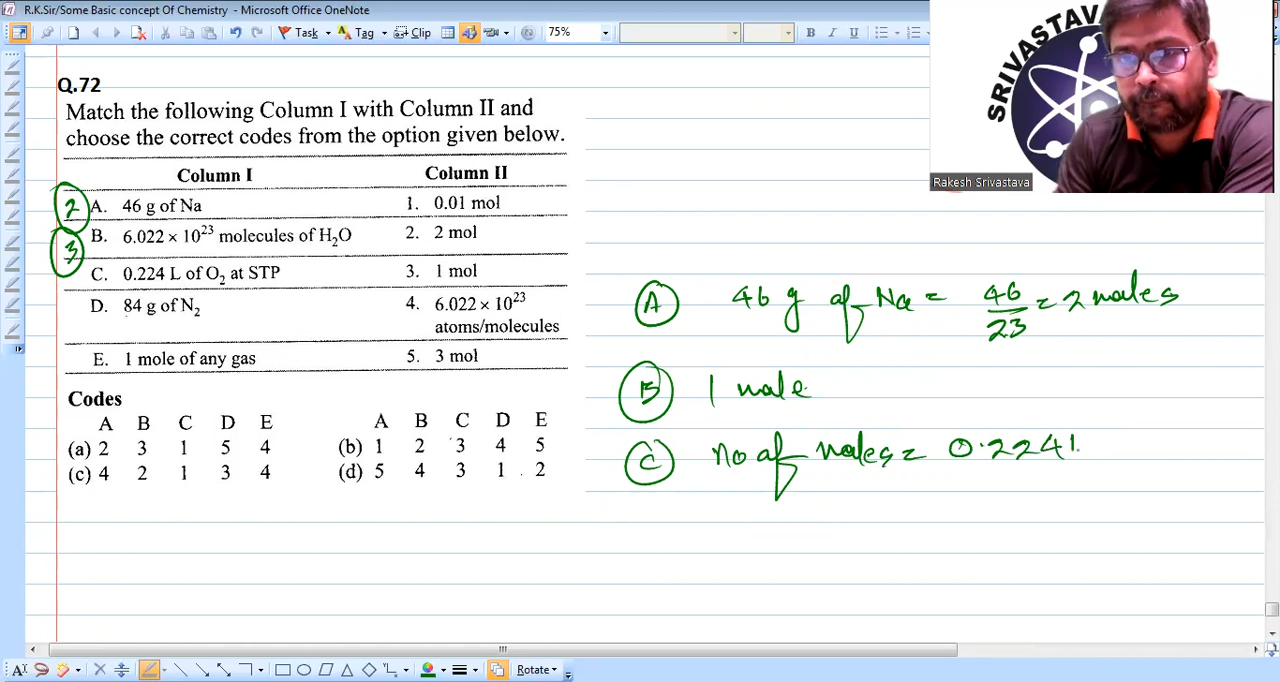 R.K.Sir/Some Basic concept Of Chemistry - Microsoft Office OneNote
Task Tag Clip 75% B I U
SRIVASTAV
Rakesh Srivastava
Q.72
Match the following Column I with Column II and
choose the correct codes from the option given below.
Column I Column II
2 A. 46 g of Na 1. 0.01 mol
3 B. 6.022 × 10²³ molecules of H₂O 2. 2 mol
C. 0.224 L of O₂ at STP 3. 1 mol
D. 84 g of N₂ 4. 6.022 × 10²³
atoms/molecules
E. 1 mole of any gas 5. 3 mol
Codes
A B C D E A B C D E
(a) 2 3 1 5 4 (b) 1 2 3 4 5
(c) 4 2 1 3 4 (d) 5 4 3 1 2
A 46 g of Na = 46/23 = 2 moles
B 1 mole
C no of moles = 0.224
Rotate